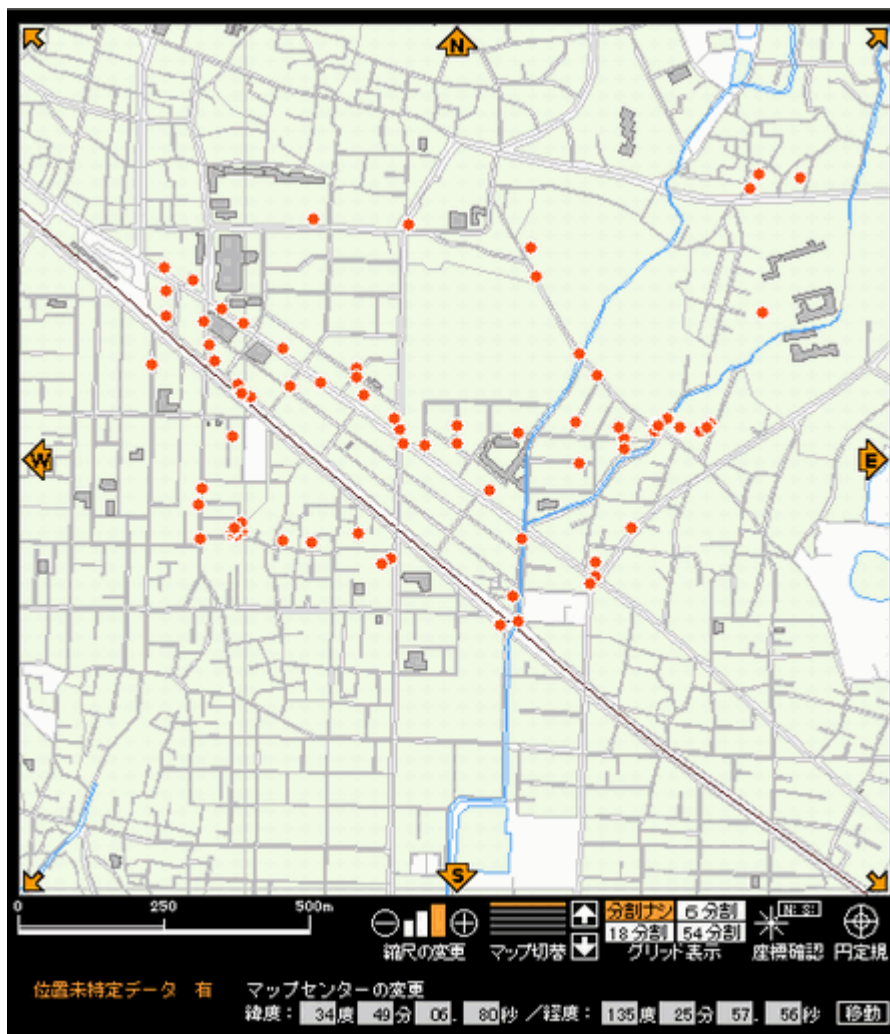 N
W
E
S
0 250 500m
分割ナシ 6分割
18分割 54分割
縮尺の変更 マップ切替 グリッド表示 座標確認 円定規
位置未特定データ 有 マップセンターの変更
緯度: 34度 49分 06. 80秒 /経度: 135度 25分 57. 56秒 移動